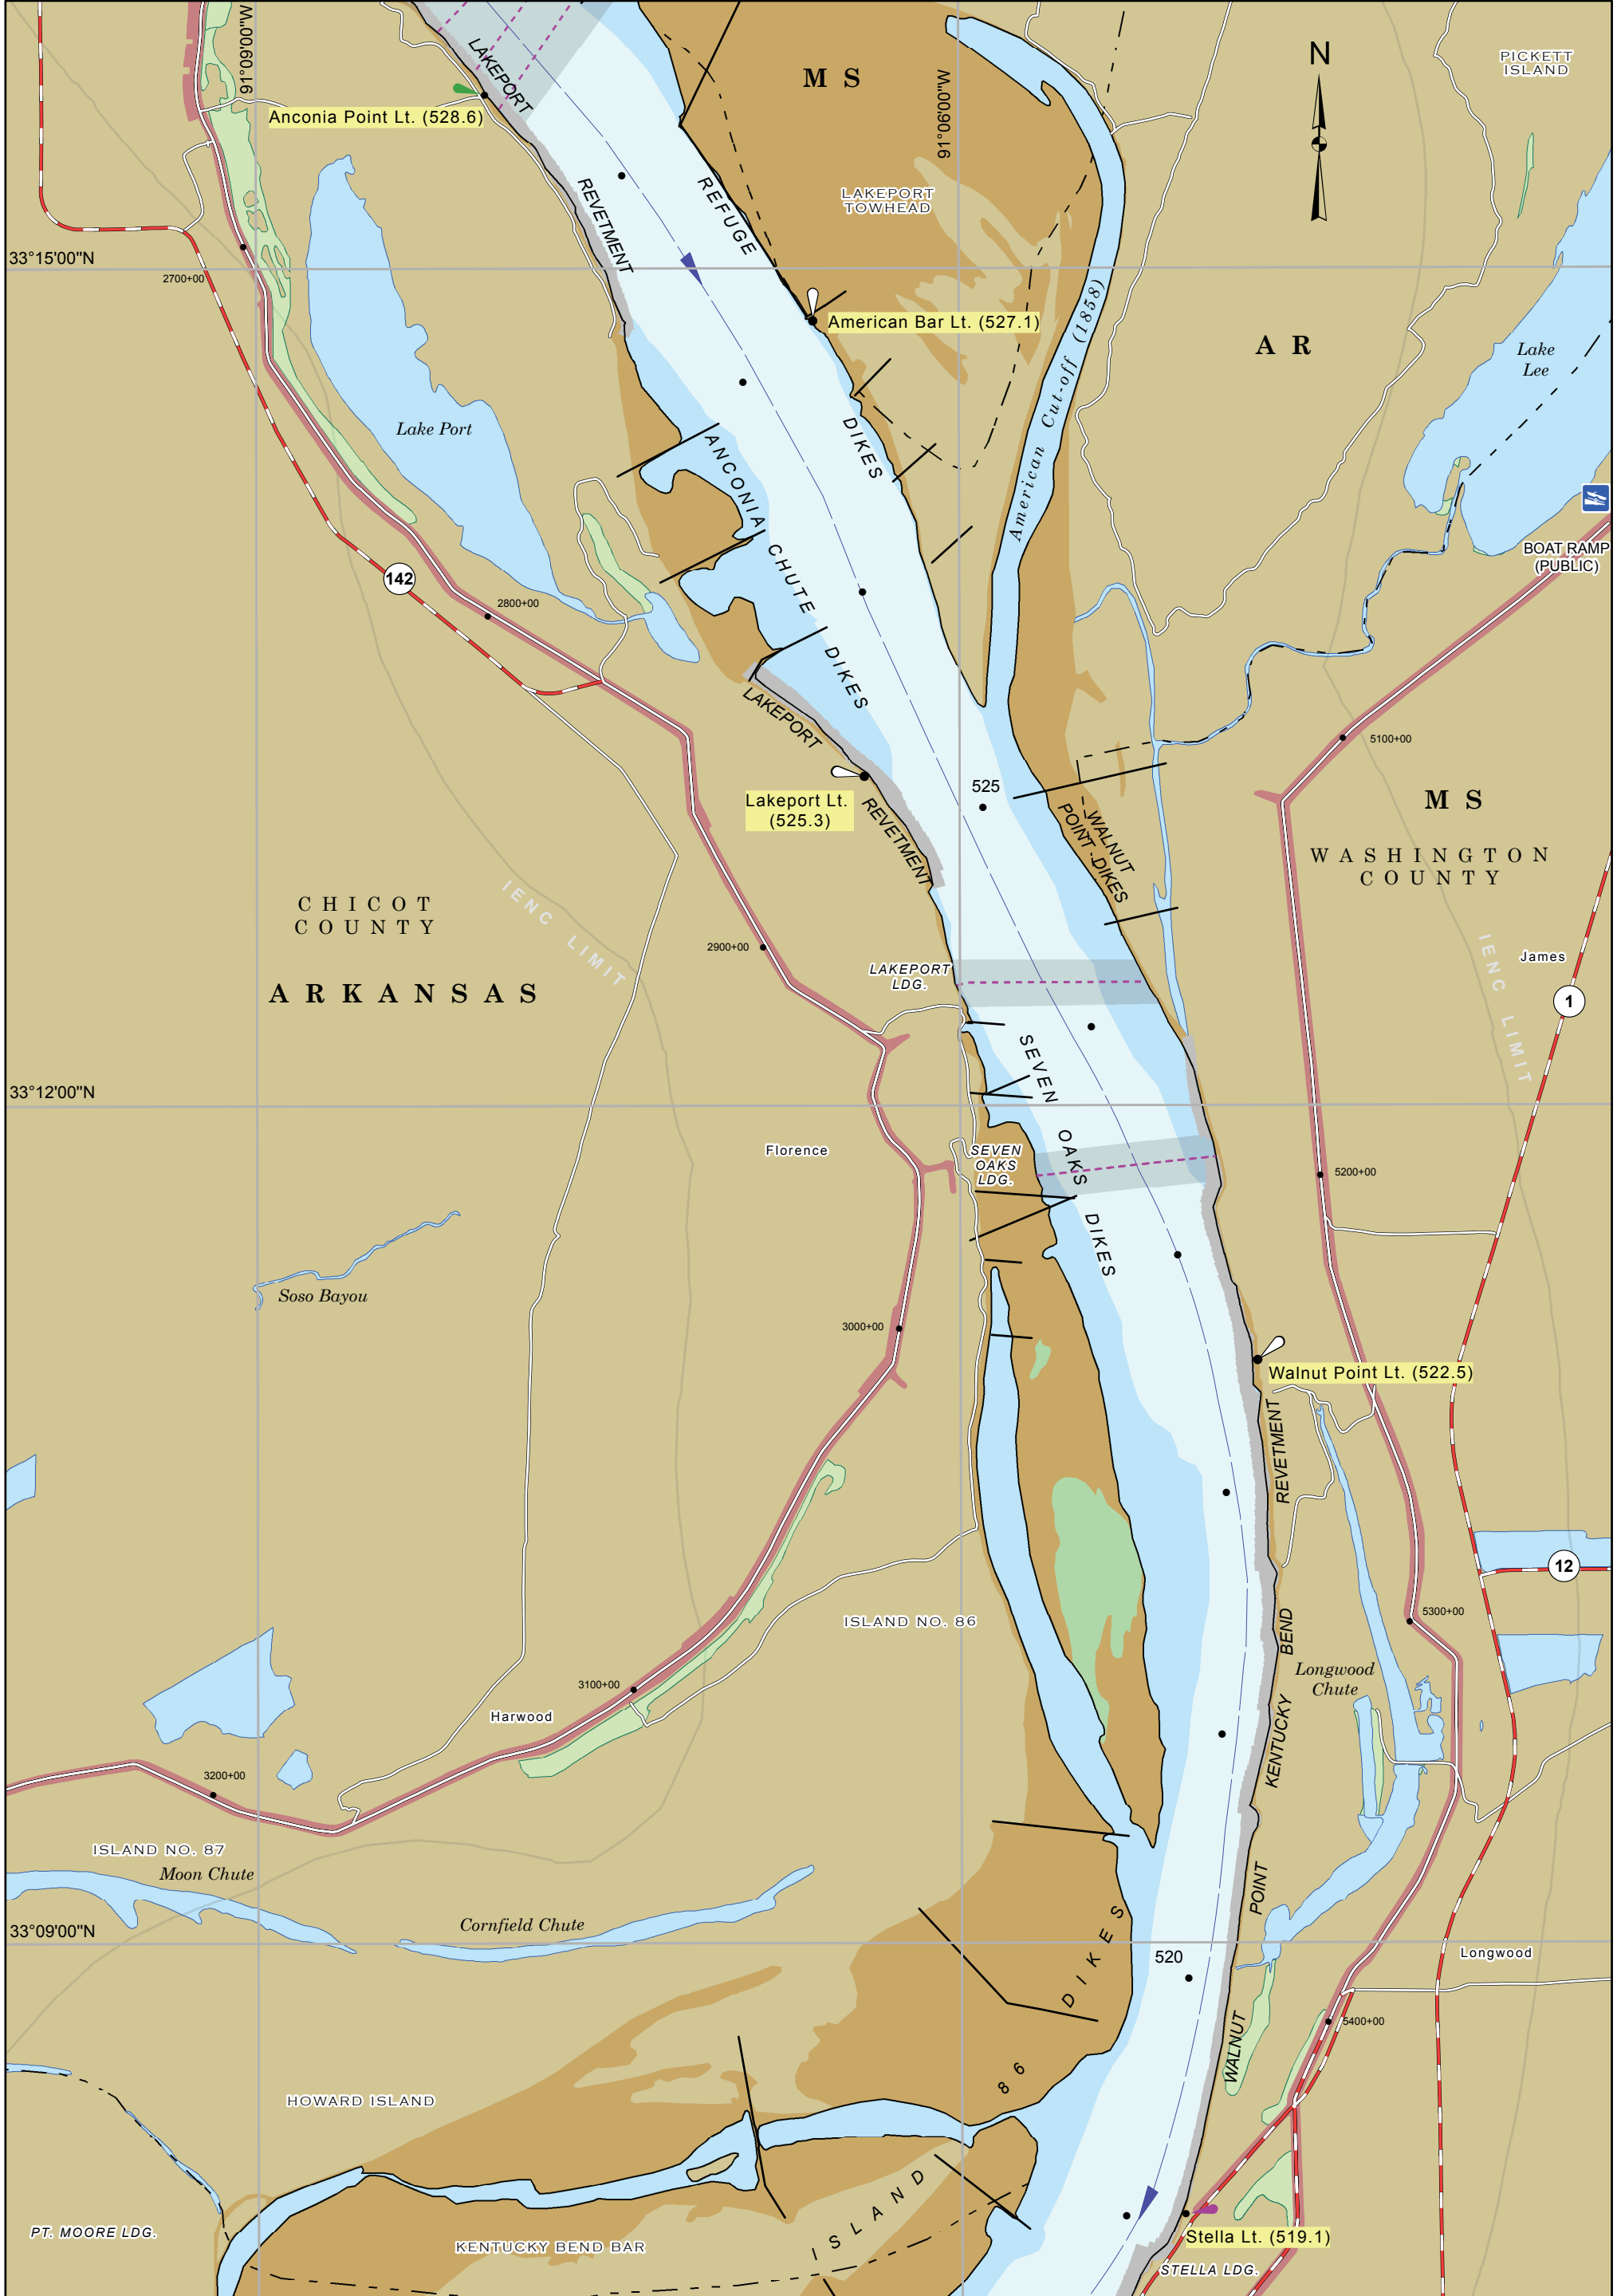 91°09'00"W
LAKEPORT
Anconia Point Lt. (528.6)
M S
91°06'00"W
N
PICKETT
ISLAND
REVETMENT
REFUGE
LAKEPORT
TOWHEAD
33°15'00"N
2700+00
American Bar Lt. (527.1)
American Cut-off (1858)
A R
Lake
Lee
Lake Port
DIKES
ANCONIA
CHUTE
DIKES
BOAT RAMP
(PUBLIC)
142
2800+00
LAKEPORT
REVETMENT
Lakeport Lt.
(525.3)
525
WALNUT
POINT DIKES
5100+00
M S
WASHINGTON
COUNTY
CHICOT
COUNTY
IENC LIMIT
2900+00
LAKEPORT
LDG.
ARKANSAS
IENC LIMIT
James
1
SEVEN
OAKS
DIKES
33°12'00"N
Florence
SEVEN
OAKS
LDG.
5200+00
Soso Bayou
3000+00
Walnut Point Lt. (522.5)
REVETMENT
12
ISLAND NO. 86
BEND
5300+00
Longwood
Chute
3100+00
Harwood
KENTUCKY
3200+00
ISLAND NO. 87
Moon Chute
POINT
Cornfield Chute
33°09'00"N
DIKES
520
Longwood
WALNUT
5400+00
86
HOWARD ISLAND
ISLAND
PT. MOORE LDG.
KENTUCKY BEND BAR
Stella Lt. (519.1)
STELLA LDG.